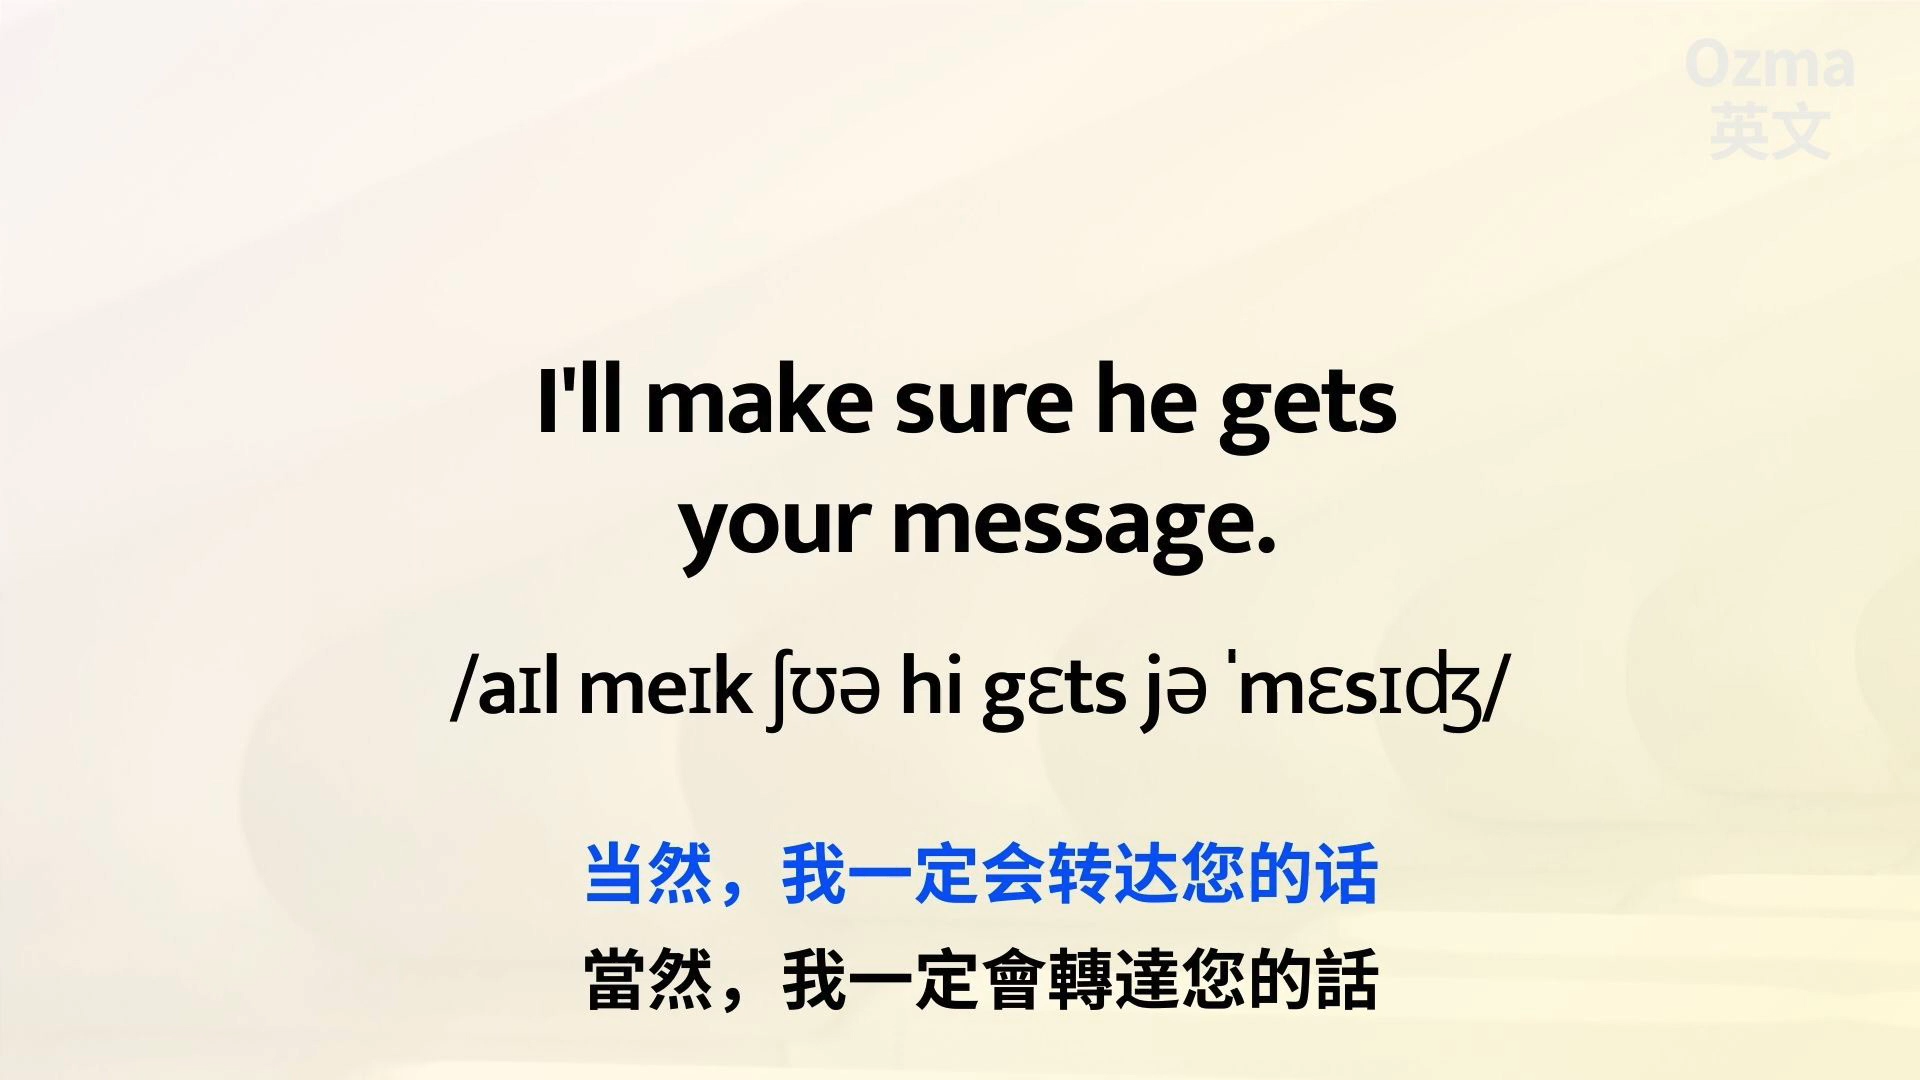 Ozma
英文
I'll make sure he gets
your message.
/aɪl meɪk ʃʊə hi gɛts jə ˈmɛsɪʤ/
当然，我一定会转达您的话
當然，我一定會轉達您的話